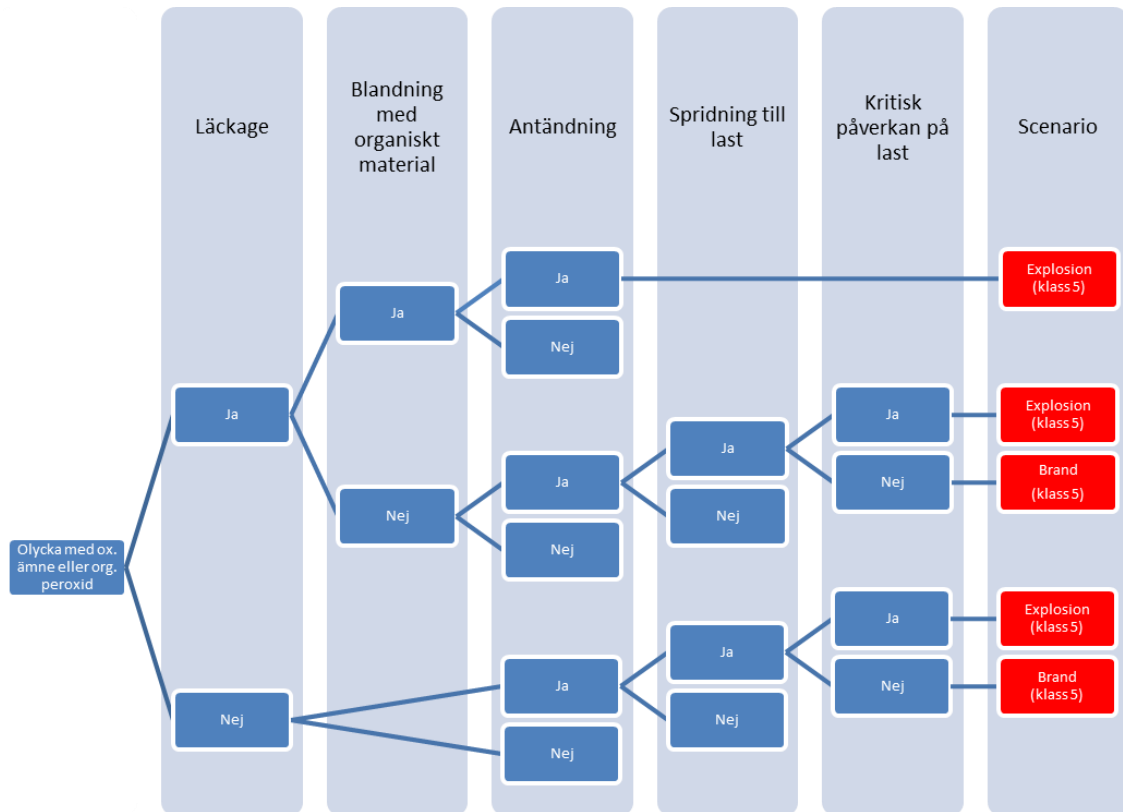 Läckage
Blandning
med
organiskt
material
Antändning
Spridning till
last
Kritisk
påverkan på
last
Scenario
Ja
Explosion
(klass 5)
Ja
Nej
Ja
Ja
Explosion
(klass 5)
Ja
Nej
Brand
(klass 5)
Ja
Nej
Nej
Nej
Olycka med ox.
ämne eller org.
peroxid
Ja
Explosion
(klass 5)
Ja
Nej
Brand
(klass 5)
Ja
Nej
Nej
Nej